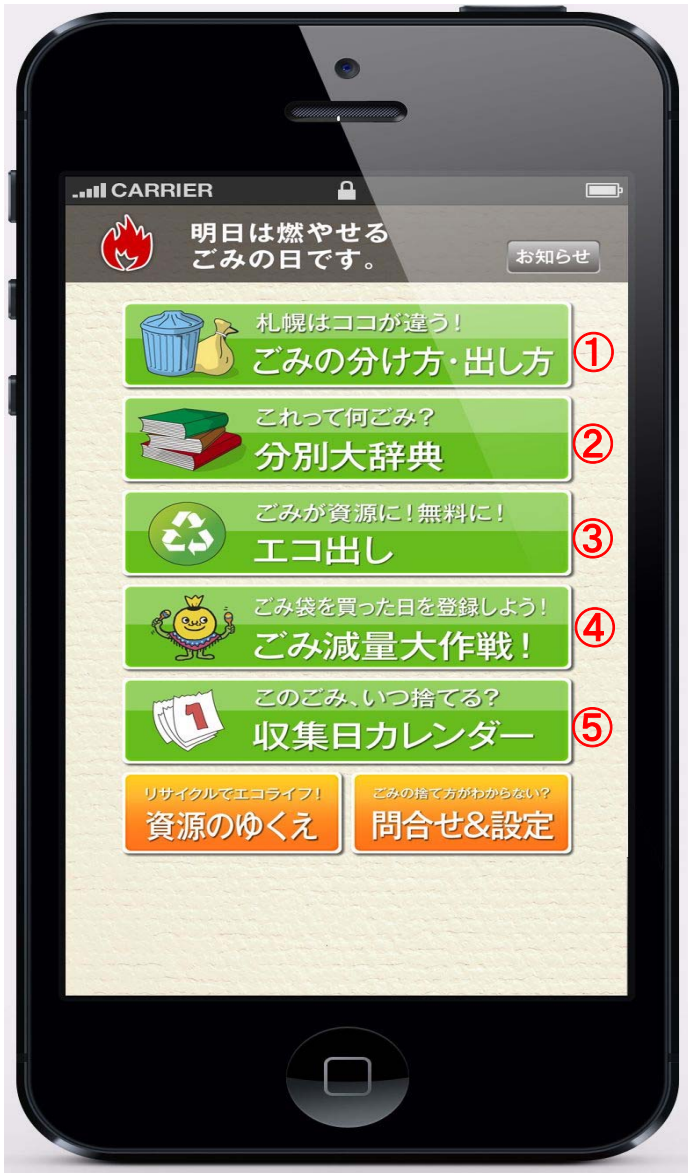 CARRIER
明日は燃やせる
ごみの日です。
お知らせ
札幌はココが違う!
ごみの分け方・出し方
①
これって何ごみ?
分別大辞典
②
ごみが資源に!無料に!
エコ出し
③
ごみ袋を買った日を登録しよう!
ごみ減量大作戦!
④
このごみ、いつ捨てる?
1
収集日カレンダー
⑤
リサイクルでエコライフ!
資源のゆくえ
ごみの捨て方がわからない?
問合せ&設定